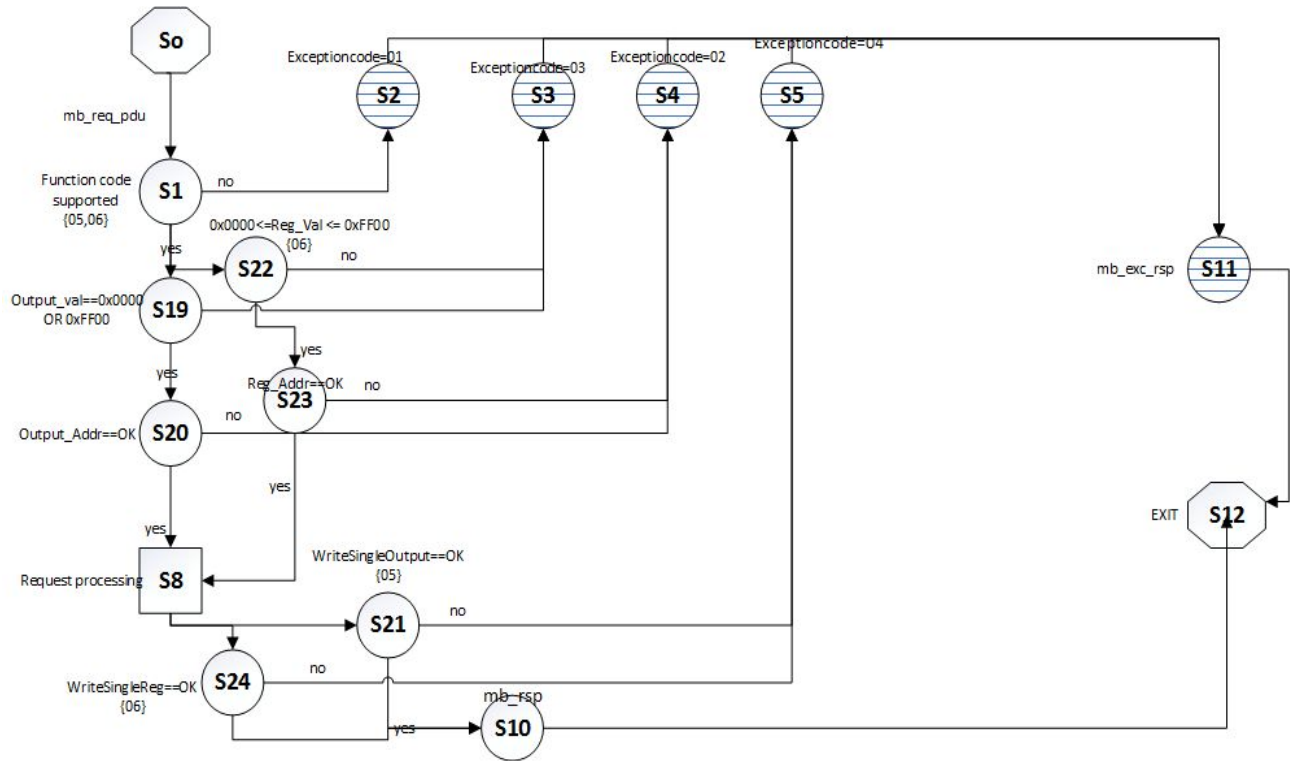 So
Exceptioncode=01
Exceptioncode=03
Exceptioncode=02
Exceptioncode=04
S2
S3
S4
S5
mb_req_pdu
Function code
supported
{05,06}
S1
no
yes
0x0000<=Reg_Val <= 0xFF00
{06}
S22
no
mb_exc_rsp
S11
Output_val==0x0000
OR 0xFF00
S19
yes
yes
Reg_Addr==OK
S23
no
Output_Addr==OK
S20
no
yes
yes
EXIT
S12
Request processing
S8
WriteSingleOutput==OK
{05}
S21
no
WriteSingleReg==OK
{06}
S24
no
mb_rsp
yes
S10